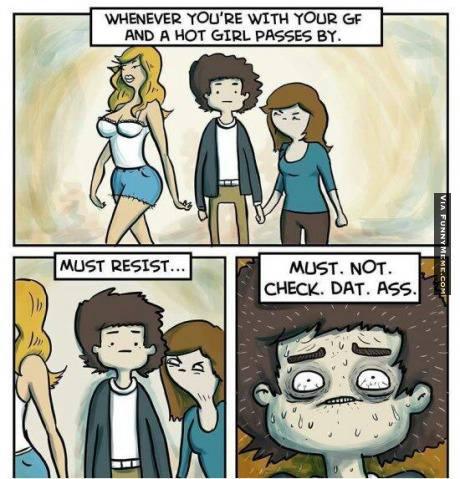 WHENEVER YOU'RE WITH YOUR GF
AND A HOT GIRL PASSES BY.
VIA FUNNYMEME.COM
MUST RESIST...
MUST. NOT.
CHECK. DAT. ASS.